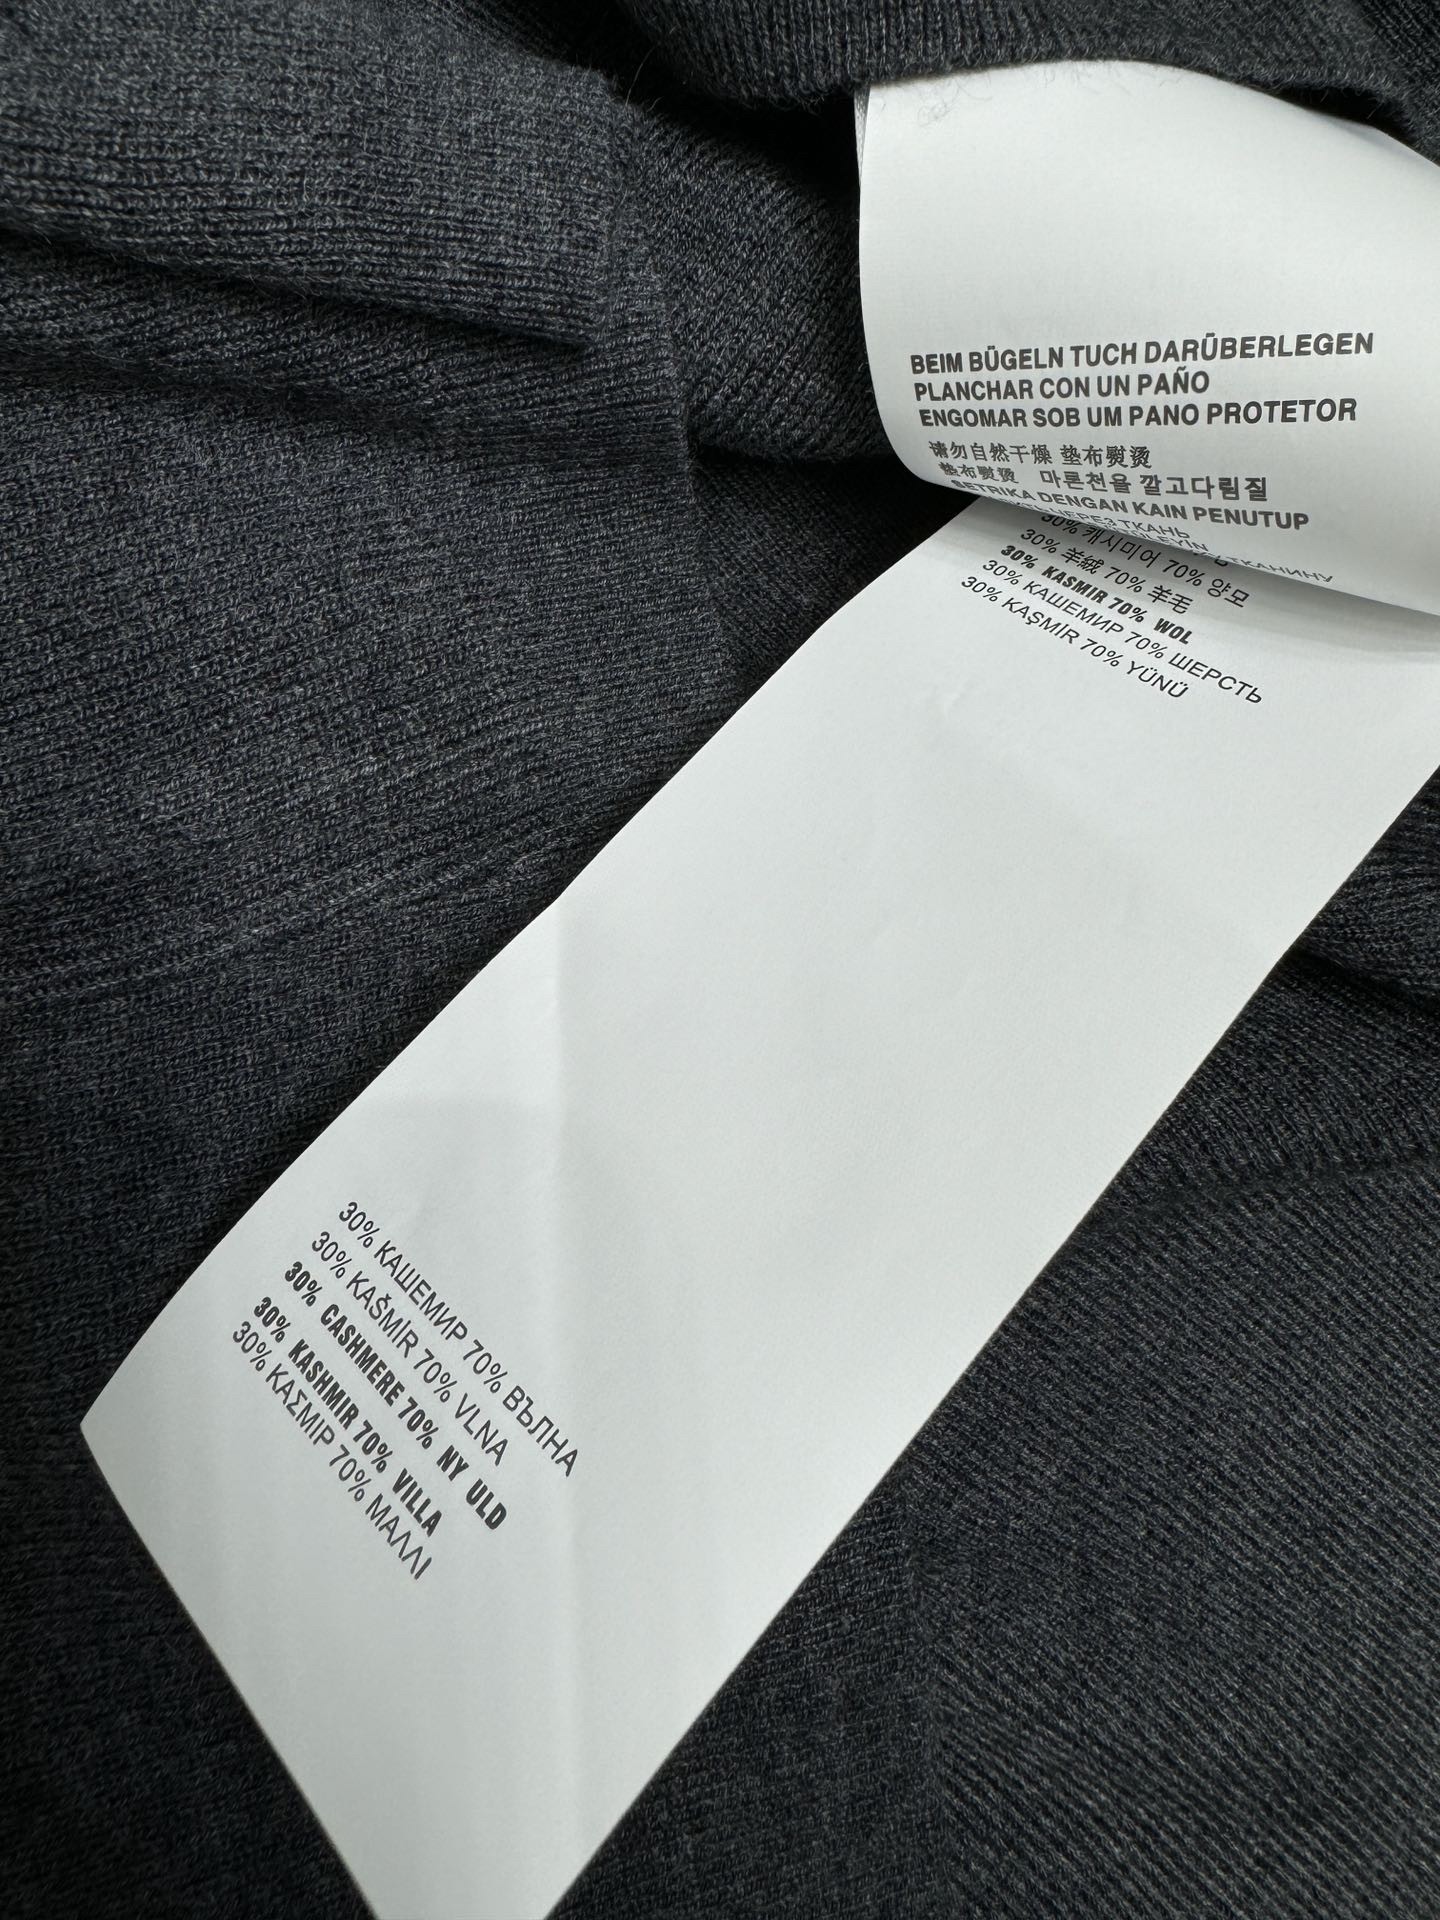 BEIM BÜGELN TUCH DARÜBERLEGEN
PLANCHAR CON UN PAÑO
ENGOMAR SOB UM PANO PROTETOR
请勿自然干燥 垫布熨烫
垫布熨烫 마른천을 깔고다림질
SETRIKA DENGAN KAIN PENUTUP
ЧЕРЕЗ ТКАНЬ
30% 캐시미어 70% 양모
30% 羊絨 70% 羊毛
30% KASMIR 70% WOL
30% КАШЕМИР 70% ШЕРСТЬ
30% KAŞMİR 70% YÜNÜ
30% КАШЕМИР 70% ВЪЛНА
30% KAŠMÍR 70% VLNA
30% CASHMERE 70% NY ULD
30% KASHMIR 70% VILLA
30% ΚΑΣΜΙΡ 70% ΜΑΛΛΙ